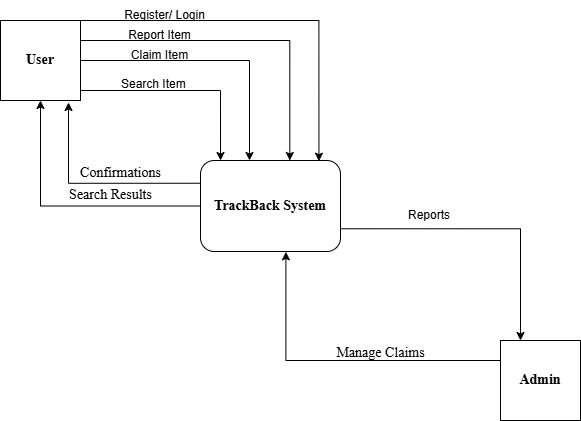 Register/ Login
Report Item
User
Claim Item
Search Item
Confirmations
Search Results
TrackBack System
Reports
Manage Claims
Admin